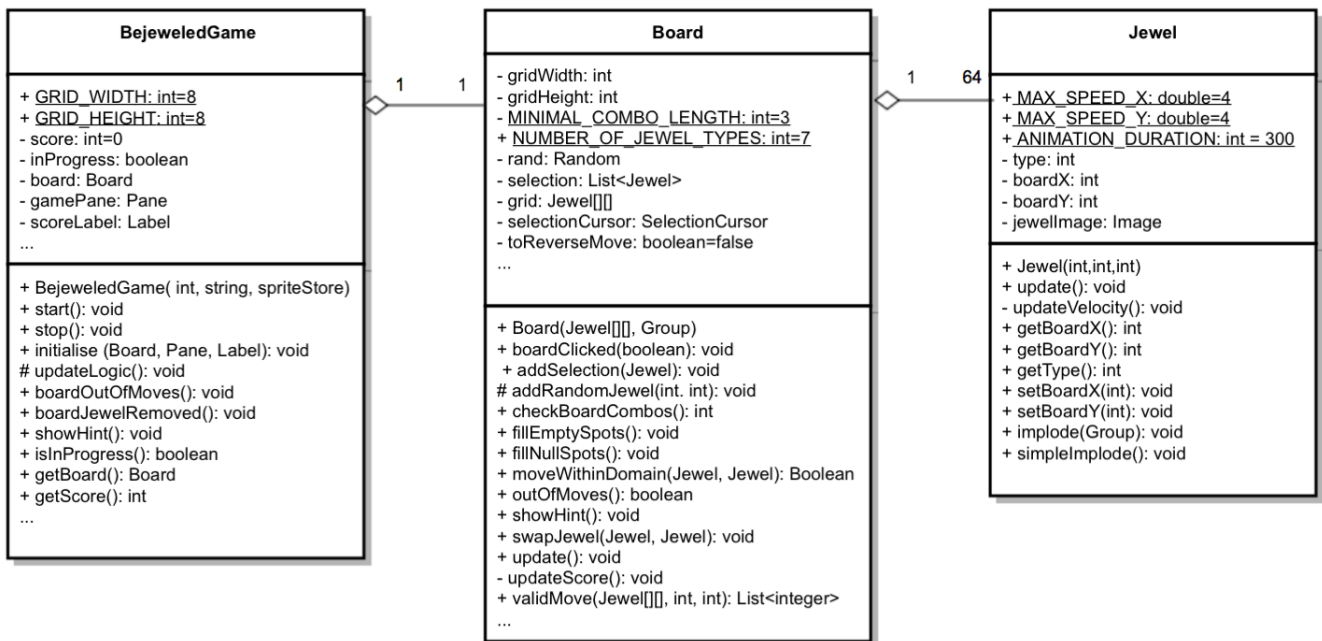 BejeweledGame
+ GRID_WIDTH: int=8
+ GRID_HEIGHT: int=8
- score: int=0
- inProgress: boolean
- board: Board
- gamePane: Pane
- scoreLabel: Label
...
+ BejeweledGame( int, string, spriteStore)
+ start(): void
+ stop(): void
+ initialise (Board, Pane, Label): void
# updateLogic(): void
+ boardOutOfMoves(): void
+ boardJewelRemoved(): void
+ showHint(): void
+ isInProgress(): boolean
+ getBoard(): Board
+ getScore(): int
...
1 1
Board
- gridWidth: int
- gridHeight: int
- MINIMAL_COMBO_LENGTH: int=3
+ NUMBER_OF_JEWEL_TYPES: int=7
- rand: Random
- selection: List<Jewel>
- grid: Jewel[][]
- selectionCursor: SelectionCursor
- toReverseMove: boolean=false
...
+ Board(Jewel[][], Group)
+ boardClicked(boolean): void
+ addSelection(Jewel): void
# addRandomJewel(int. int): void
+ checkBoardCombos(): int
+ fillEmptySpots(): void
+ fillNullSpots(): void
+ moveWithinDomain(Jewel, Jewel): Boolean
+ outOfMoves(): boolean
+ showHint(): void
+ swapJewel(Jewel, Jewel): void
+ update(): void
- updateScore(): void
+ validMove(Jewel[][], int, int): List<integer>
...
1 64
Jewel
+ MAX_SPEED_X: double=4
+ MAX_SPEED_Y: double=4
+ ANIMATION_DURATION: int = 300
- type: int
- boardX: int
- boardY: int
- jewelImage: Image
+ Jewel(int,int,int)
+ update(): void
- updateVelocity(): void
+ getBoardX(): int
+ getBoardY(): int
+ getType(): int
+ setBoardX(int): void
+ setBoardY(int): void
+ implode(Group): void
+ simpleImplode(): void